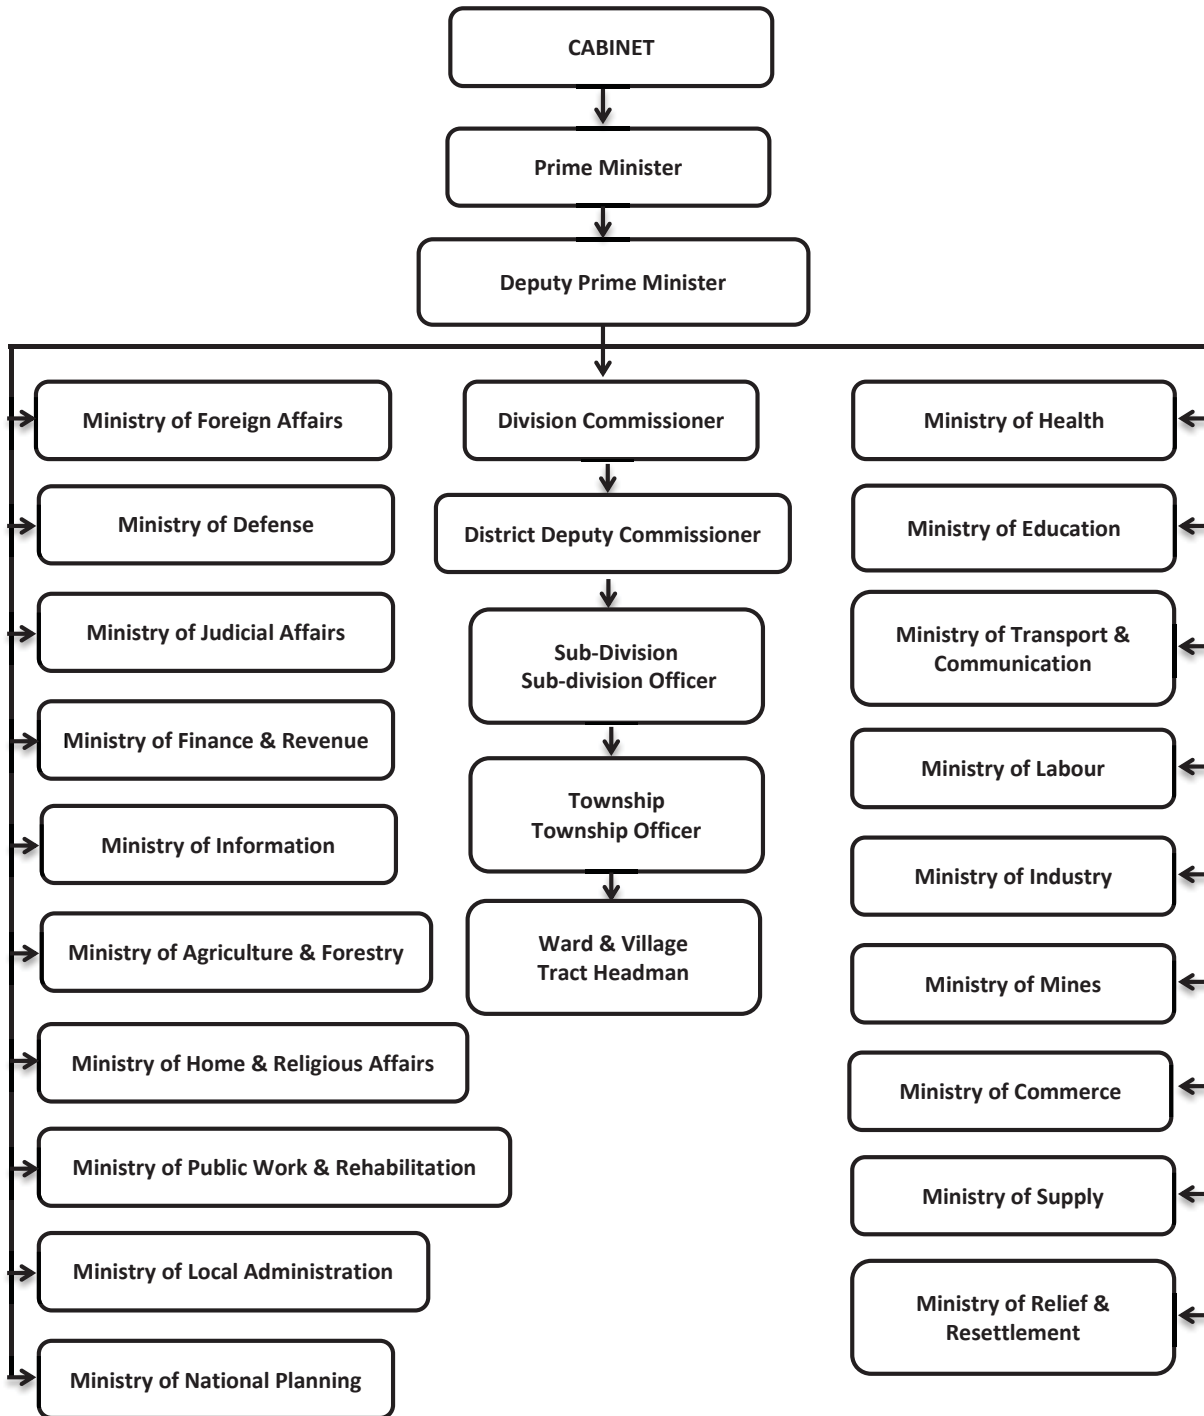 CABINET
Prime Minister
Deputy Prime Minister
Ministry of Foreign Affairs
Ministry of Defense
Ministry of Judicial Affairs
Ministry of Finance & Revenue
Ministry of Information
Ministry of Agriculture & Forestry
Ministry of Home & Religious Affairs
Ministry of Public Work & Rehabilitation
Ministry of Local Administration
Ministry of National Planning
Division Commissioner
District Deputy Commissioner
Sub-Division
Sub-division Officer
Township
Township Officer
Ward & Village
Tract Headman
Ministry of Health
Ministry of Education
Ministry of Transport &
Communication
Ministry of Labour
Ministry of Industry
Ministry of Mines
Ministry of Commerce
Ministry of Supply
Ministry of Relief &
Resettlement